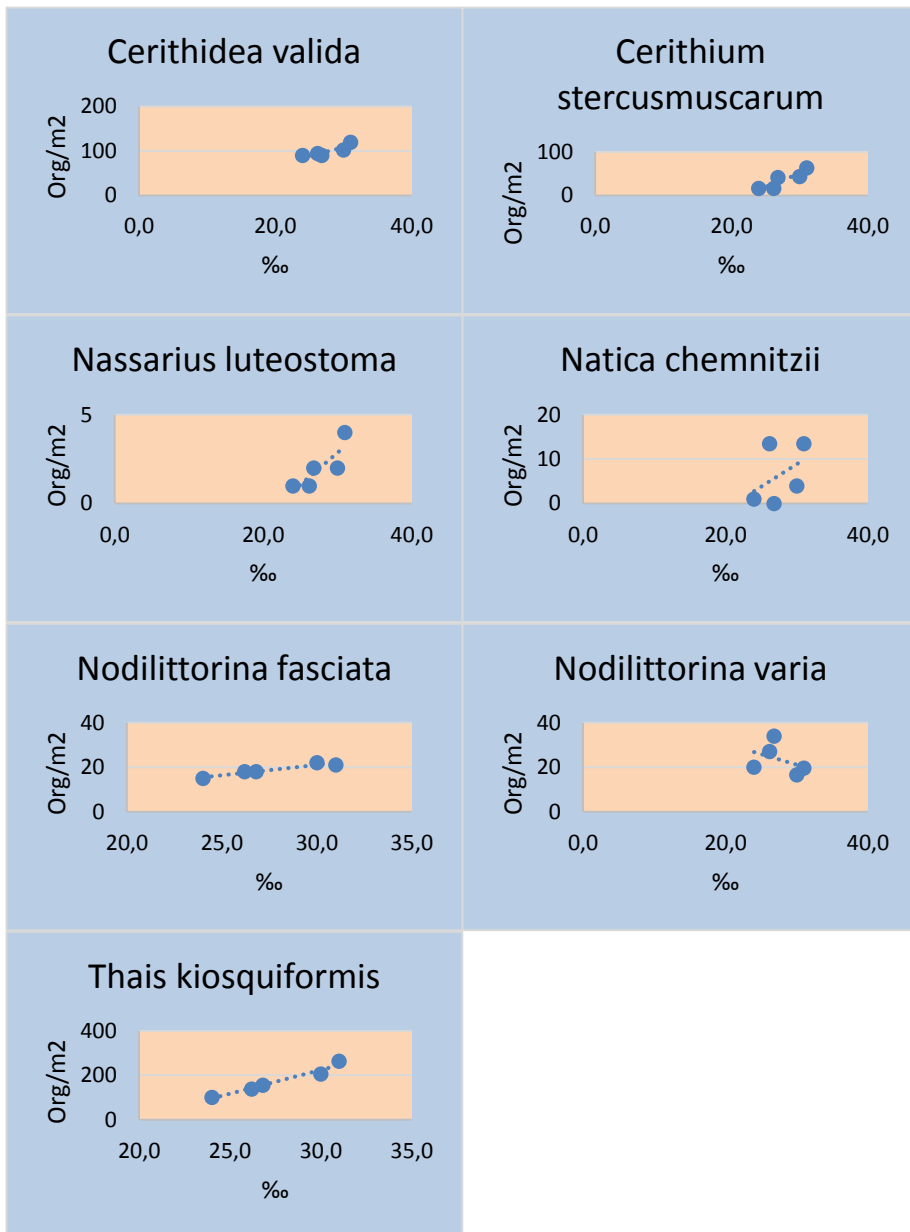 Cerithidea valida
200
100
0
Org/m2
0,0 20,0 40,0
‰
Cerithium
stercusmuscarum
100
0
Org/m2
0,0 20,0 40,0
‰
Nassarius luteostoma
5
0
Org/m2
0,0 20,0 40,0
‰
Natica chemnitzii
20
10
0
Org/m2
0,0 20,0 40,0
‰
Nodilittorina fasciata
40
20
0
Org/m2
20,0 25,0 30,0 35,0
‰
Nodilittorina varia
40
20
0
Org/m2
0,0 20,0 40,0
‰
Thais kiosquiformis
400
200
0
Org/m2
20,0 25,0 30,0 35,0
‰